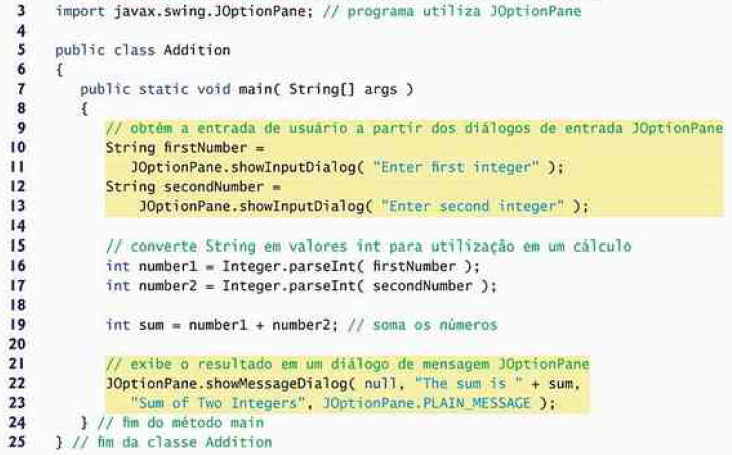 3 import javax.swing.JOptionPane; // programa utiliza JOptionPane
4
5 public class Addition
6 {
7 public static void main( String[] args )
8 {
9 // obtém a entrada de usuário a partir dos diálogos de entrada JOptionPane
10 String firstNumber =
11 JOptionPane.showInputDialog( "Enter first integer" );
12 String secondNumber =
13 JOptionPane.showInputDialog( "Enter second integer" );
14
15 // converte String em valores int para utilização em um cálculo
16 int number1 = Integer.parseInt( firstNumber );
17 int number2 = Integer.parseInt( secondNumber );
18
19 int sum = number1 + number2; // soma os números
20
21 // exibe o resultado em um diálogo de mensagem JOptionPane
22 JOptionPane.showMessageDialog( null, "The sum is " + sum,
23 "Sum of Two Integers", JOptionPane.PLAIN_MESSAGE );
24 } // fim do método main
25 } // fim da classe Addition